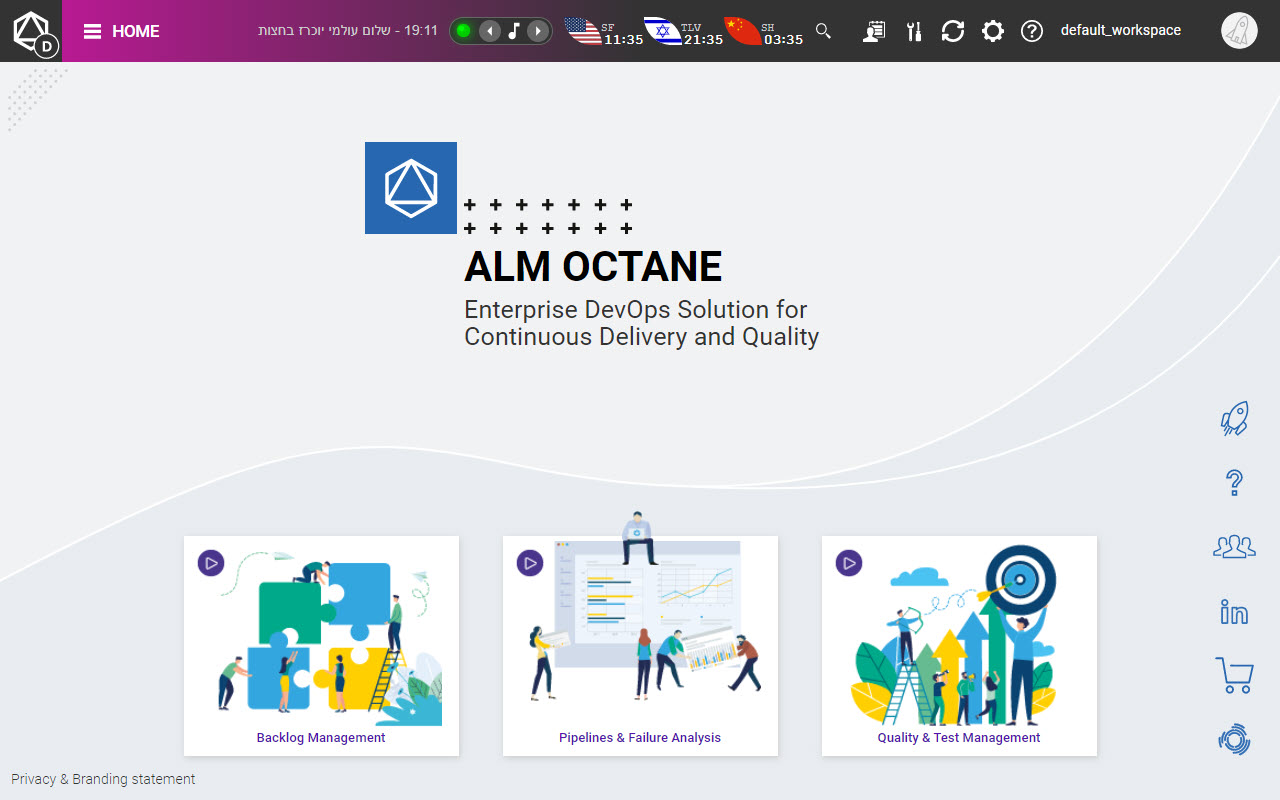 D
HOME
19:11 - שלום עולמי יוכרז בחצות
SF
11:35
TLV
21:35
SH
03:35
default_workspace
ALM OCTANE
Enterprise DevOps Solution for
Continuous Delivery and Quality
Backlog Management
Pipelines & Failure Analysis
Quality & Test Management
Privacy & Branding statement